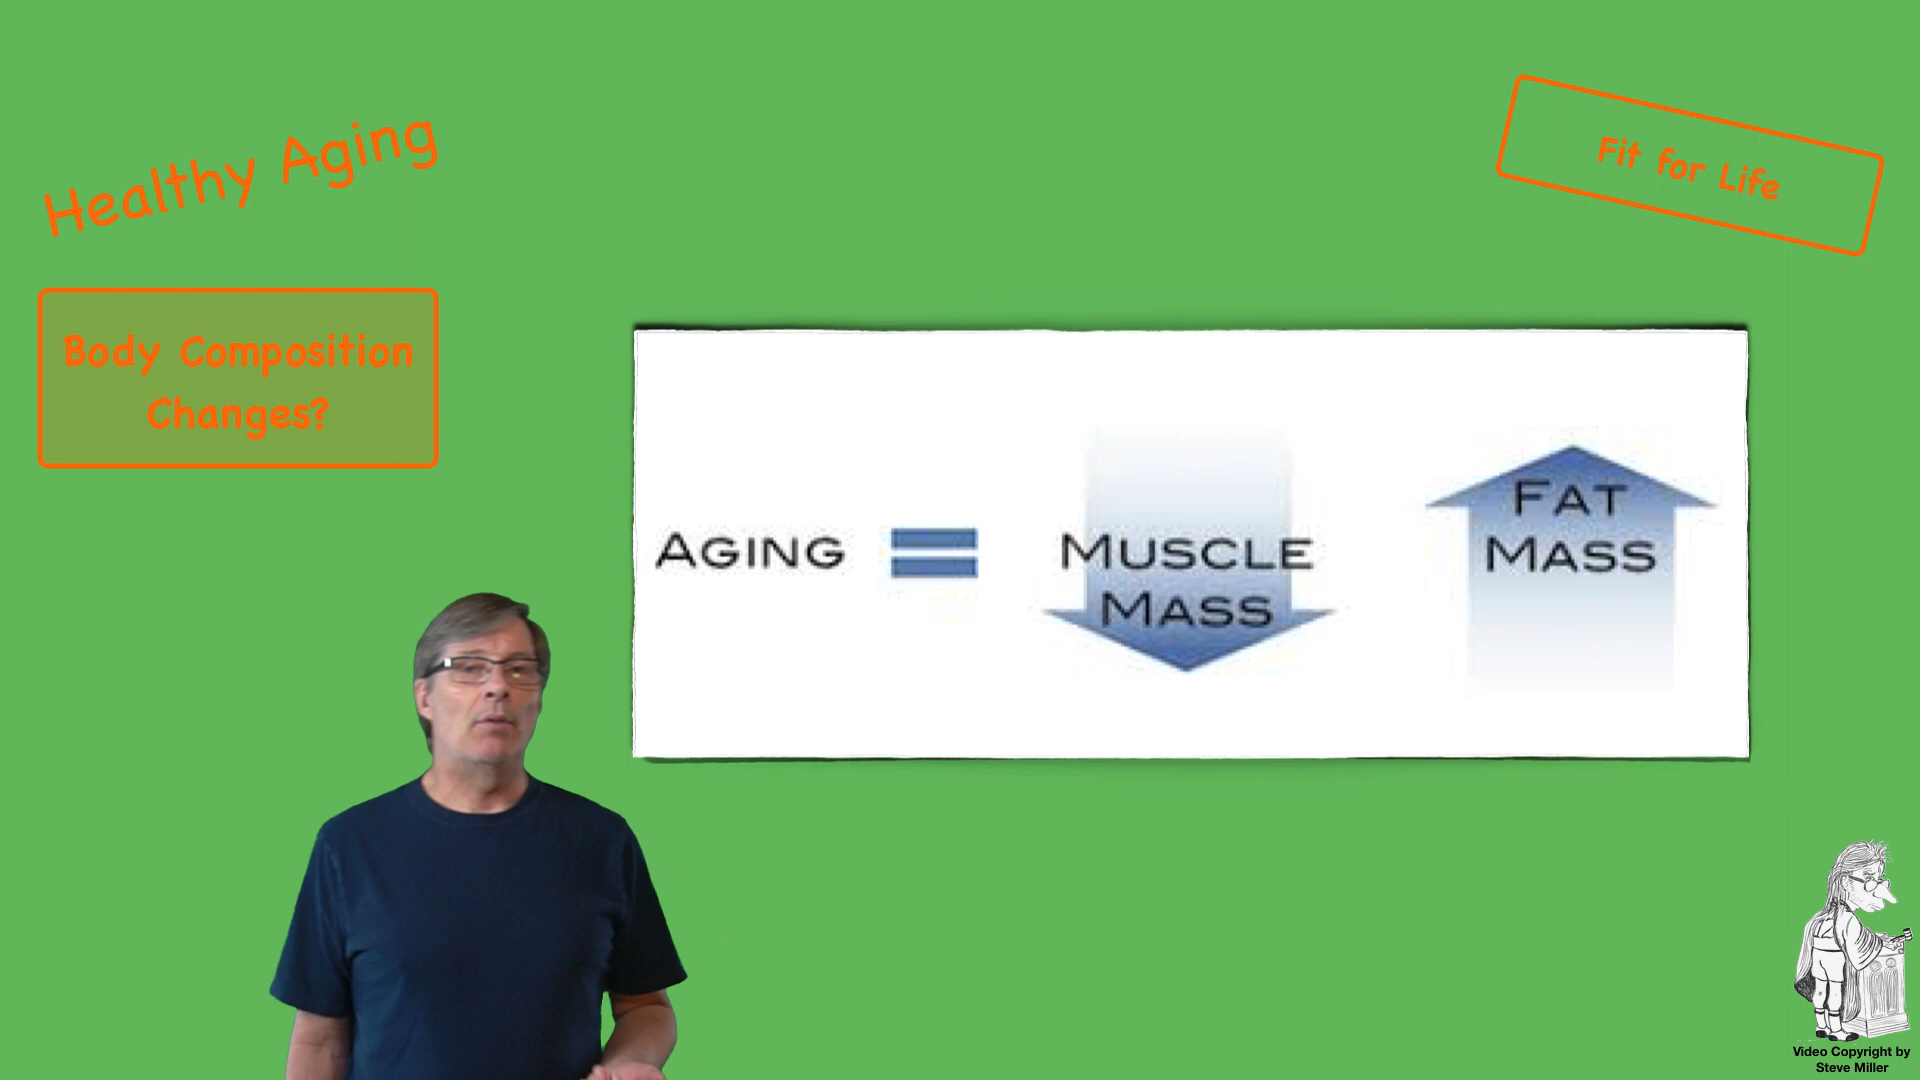 Healthy Aging
Fit for Life
Body Composition
Changes?
AGING = MUSCLE
MASS
FAT
MASS
Video Copyright by
Steve Miller